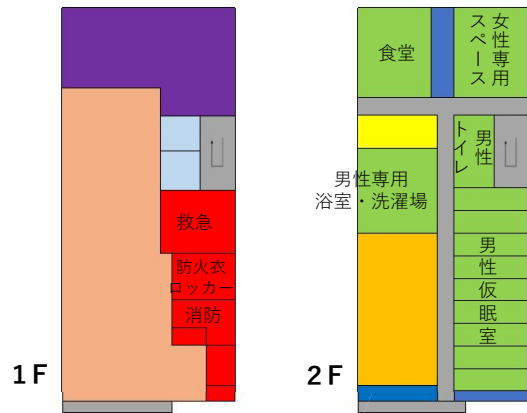 救急
防火衣
ロッカー
消防
1F
食堂
女性専用
スペース
男性
トイレ
男性専用
浴室・洗濯場
男性仮眠室
2F